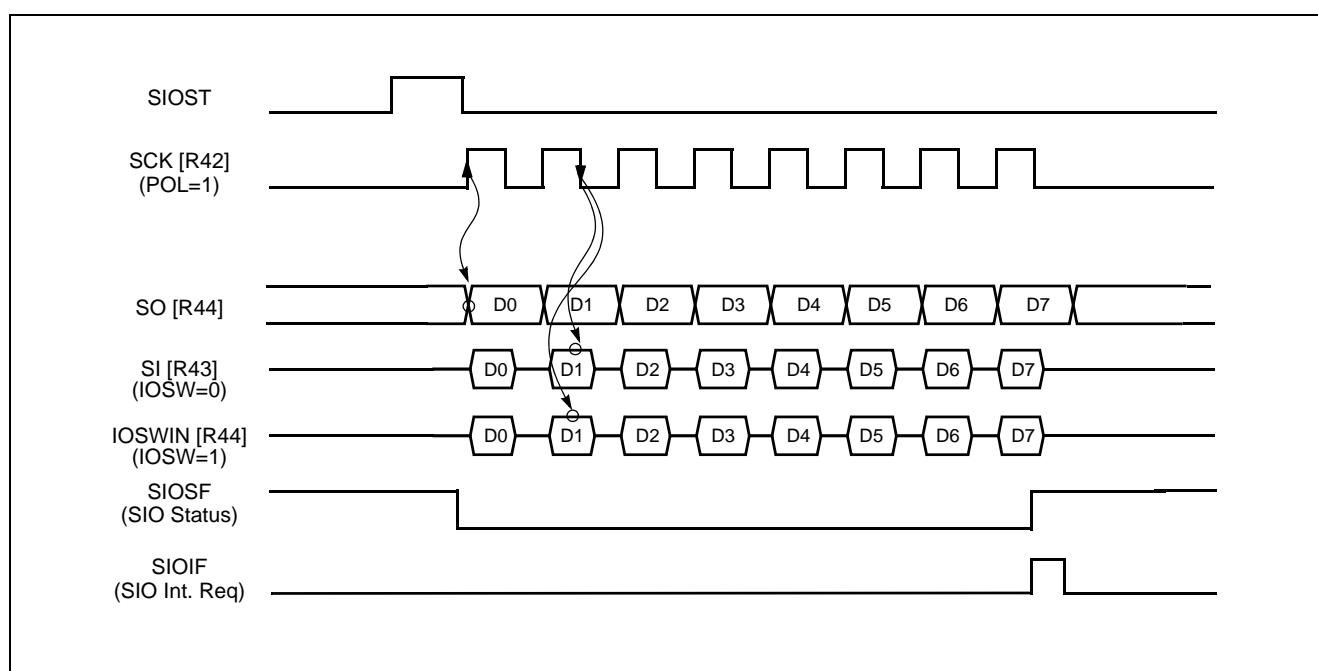 SIOST
SCK [R42]
(POL=1)
SO [R44]
D0 D1 D2 D3 D4 D5 D6 D7
SI [R43]
(IOSW=0)
D0 D1 D2 D3 D4 D5 D6 D7
IOSWIN [R44]
(IOSW=1)
D0 D1 D2 D3 D4 D5 D6 D7
SIOSF
(SIO Status)
SIOIF
(SIO Int. Req)